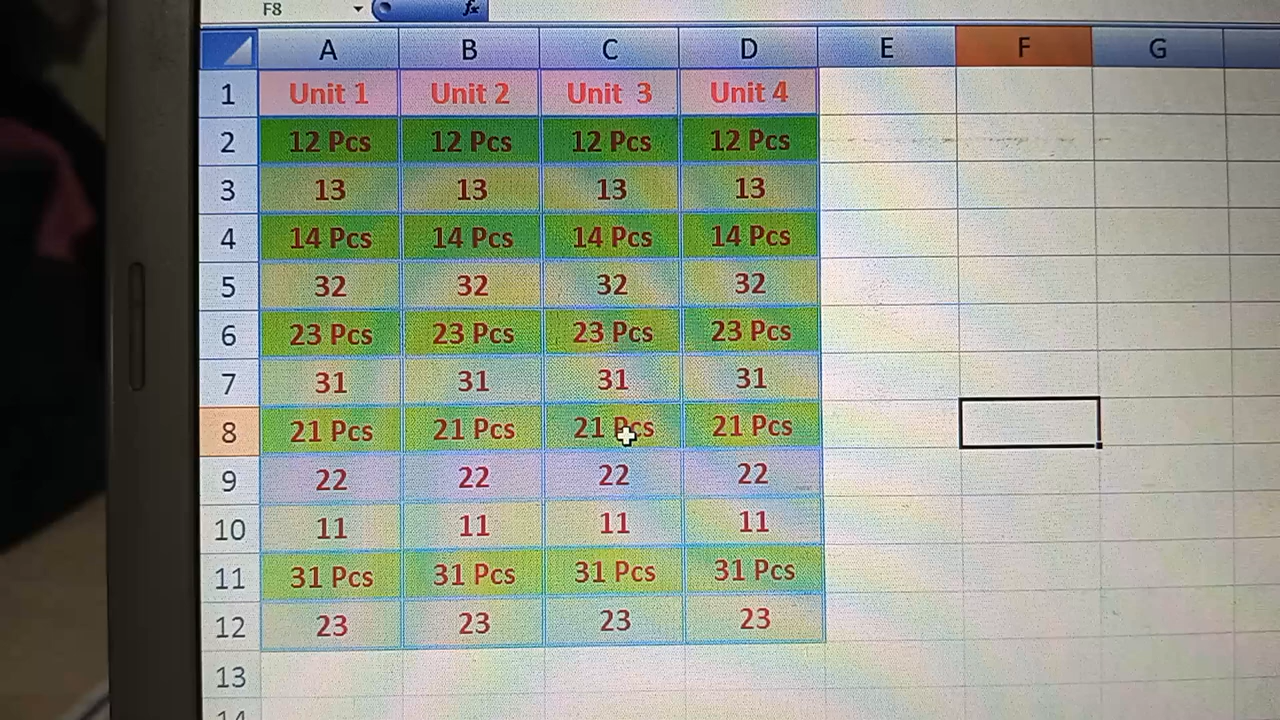 F8 fx
A B C D E F G
1 Unit 1 Unit 2 Unit 3 Unit 4
2 12 Pcs 12 Pcs 12 Pcs 12 Pcs
3 13 13 13 13
4 14 Pcs 14 Pcs 14 Pcs 14 Pcs
5 32 32 32 32
6 23 Pcs 23 Pcs 23 Pcs 23 Pcs
7 31 31 31 31
8 21 Pcs 21 Pcs 21 Pcs 21 Pcs
9 22 22 22 22
10 11 11 11 11
11 31 Pcs 31 Pcs 31 Pcs 31 Pcs
12 23 23 23 23
13
14